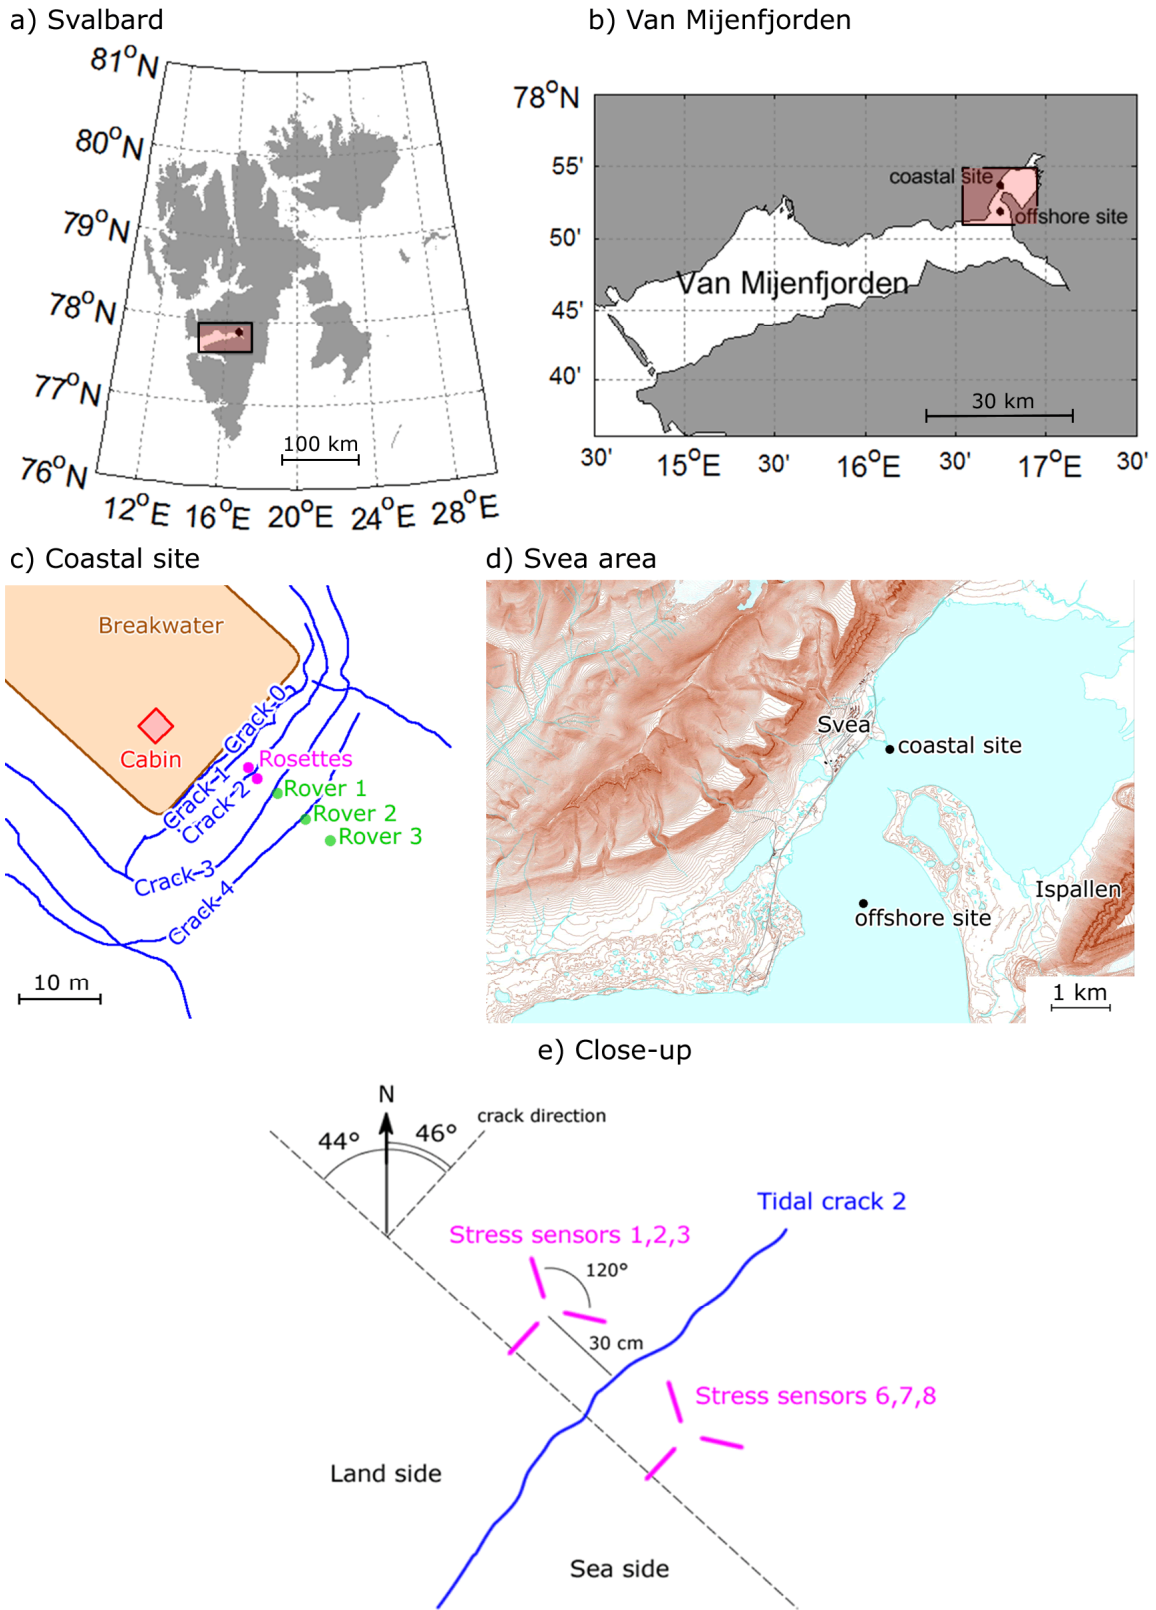 a) Svalbard
81°N
80°N
79°N
78°N
77°N
76°N
100 km
12°E 16°E 20°E 24°E 28°E
b) Van Mijenfjorden
78°N
55'
50'
45'
40'
coastal site
offshore site
Van Mijenfjorden
30 km
30' 15°E 30' 16°E 30' 17°E 30'
c) Coastal site
Breakwater
Cabin
Crack-0
Crack-1
Crack-2
Rosettes
Rover 1
Rover 2
Rover 3
Crack-3
Crack-4
10 m
d) Svea area
Svea
coastal site
Ispallen
offshore site
1 km
e) Close-up
N
crack direction
44° 46°
Tidal crack 2
Stress sensors 1,2,3
120°
30 cm
Stress sensors 6,7,8
Land side
Sea side